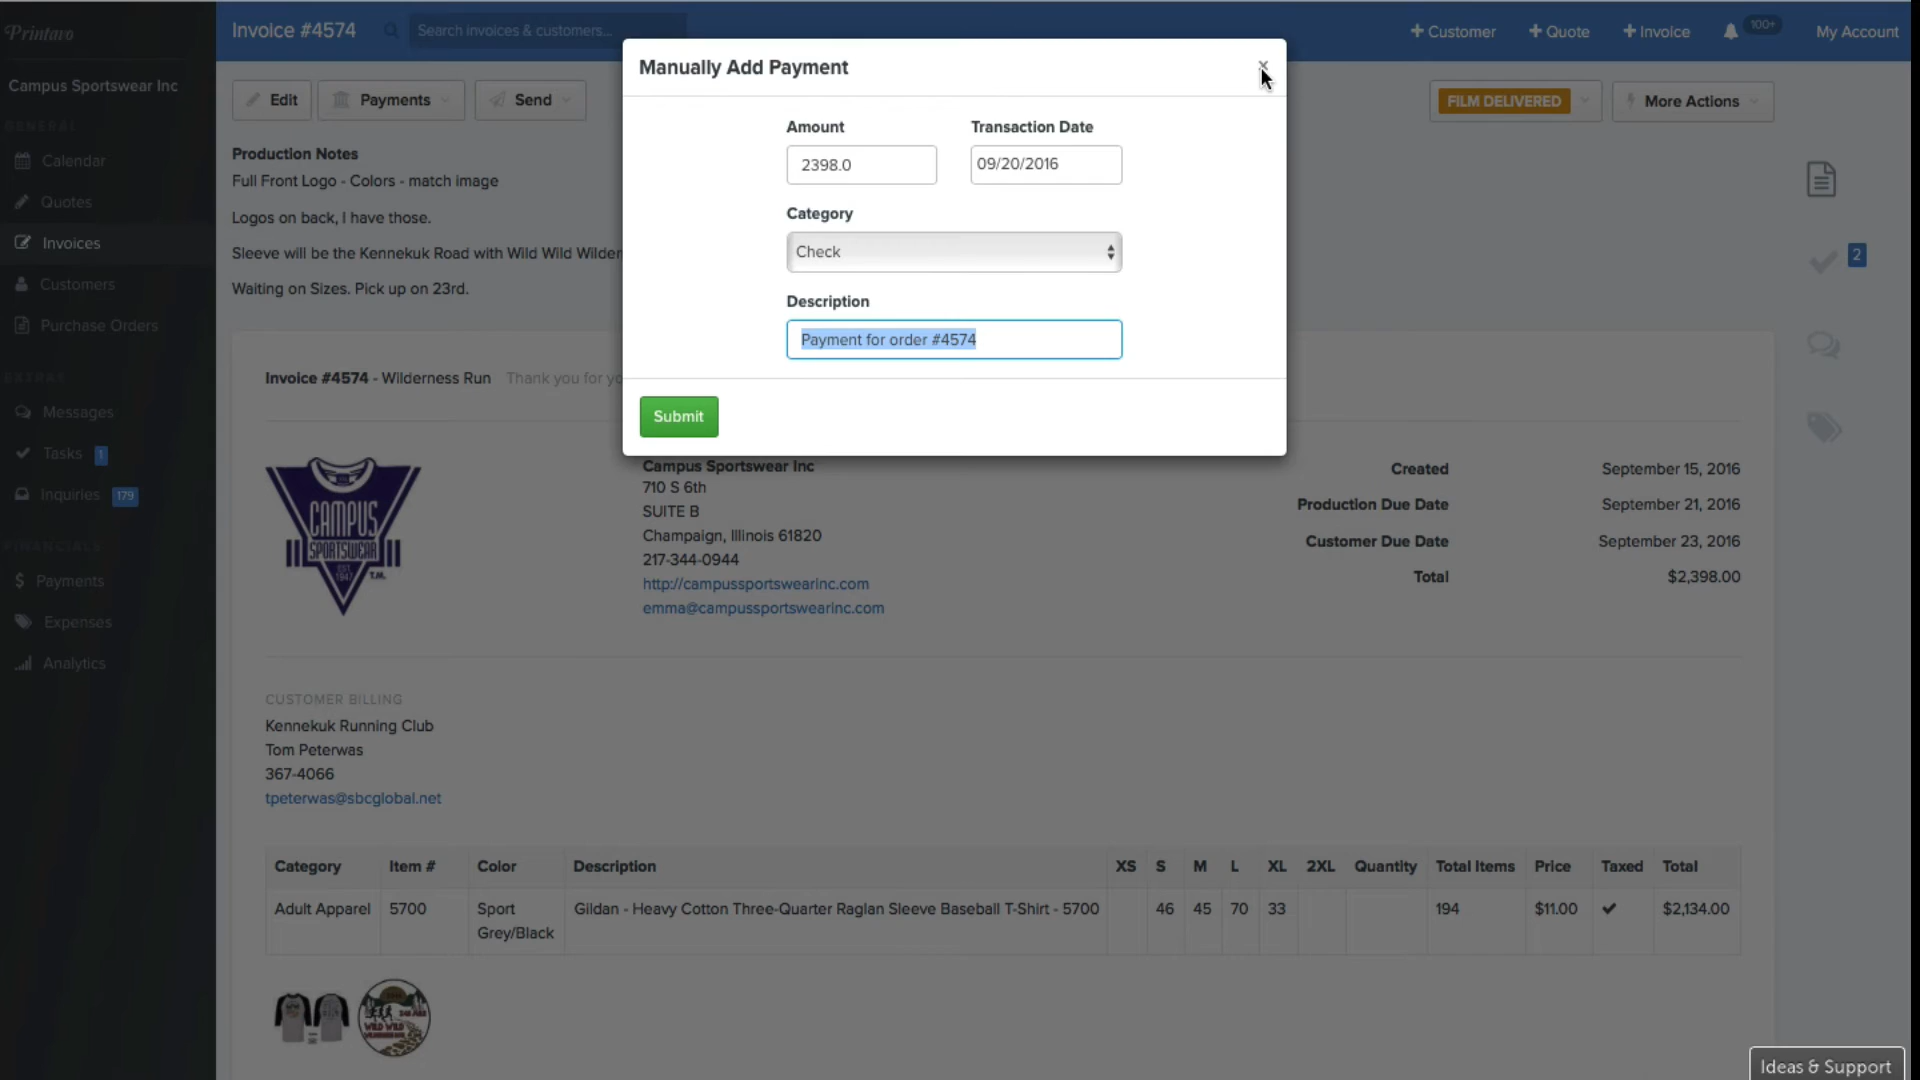 Printavo
Invoice #4574
Search invoices & customers...
Customer
Quote
Invoice
100+
My Account
Campus Sportswear Inc
GENERAL
Calendar
Quotes
Invoices
Customers
Purchase Orders
EXTRAS
Messages
Tasks 1
Inquiries 179
FINANCIALS
$ Payments
Expenses
Analytics
Edit
Payments
Send
FILM DELIVERED
More Actions
2
Production Notes
Full Front Logo - Colors - match image
Logos on back, I have those.
Sleeve will be the Kennekuk Road with Wild Wild Wilder
Waiting on Sizes. Pick up on 23rd.
Manually Add Payment
×
Amount
Transaction Date
2398.0
09/20/2016
Category
Check
Description
Payment for order #4574
Submit
Invoice #4574 - Wilderness Run Thank you for yo
CAMPUS
SPORTSWEAR
EST.
1947
T.M.
Campus Sportswear Inc
710 S 6th
SUITE B
Champaign, Illinois 61820
217-344-0944
http://campussportswearinc.com
emma@campussportswearinc.com
Created September 15, 2016
Production Due Date September 21, 2016
Customer Due Date September 23, 2016
Total $2,398.00
CUSTOMER BILLING
Kennekuk Running Club
Tom Peterwas
367-4066
tpeterwas@sbcglobal.net
Category Item # Color Description XS S M L XL 2XL Quantity Total Items Price Taxed Total
Adult Apparel 5700 Sport Grey/Black Gildan - Heavy Cotton Three-Quarter Raglan Sleeve Baseball T-Shirt - 5700 46 45 70 33 194 $11.00 ✔ $2,134.00
WILD WILD
Ideas & Support